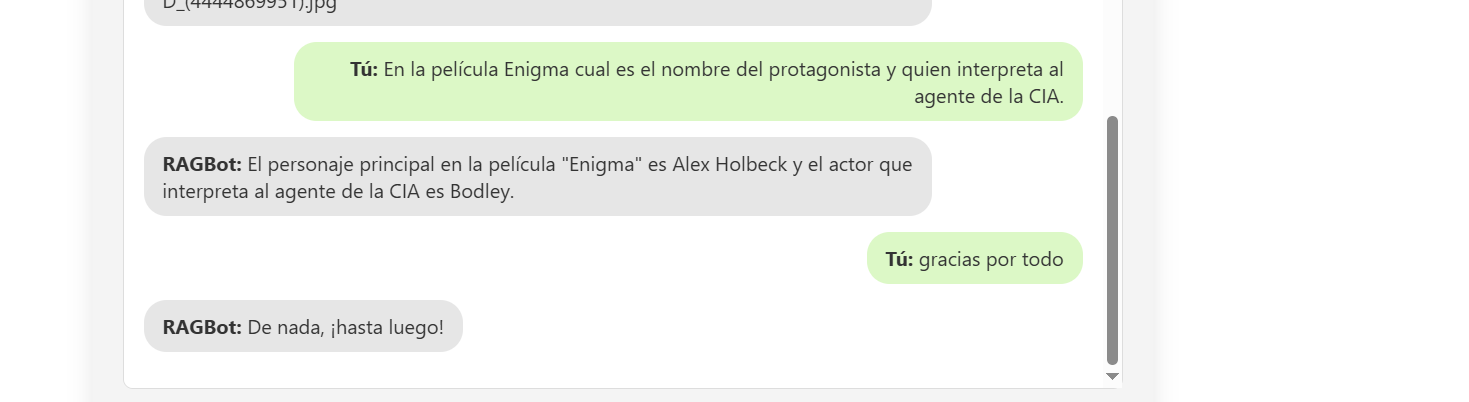 D_(4444869951).jpg
Tú: En la película Enigma cual es el nombre del protagonista y quien interpreta al
agente de la CIA.
RAGBot: El personaje principal en la película "Enigma" es Alex Holbeck y el actor que
interpreta al agente de la CIA es Bodley.
Tú: gracias por todo
RAGBot: De nada, ¡hasta luego!